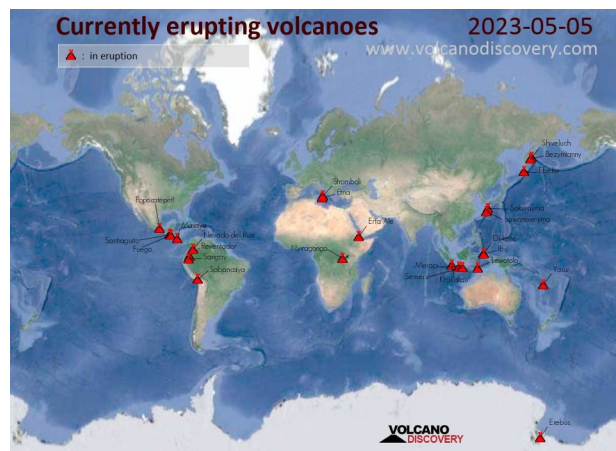 Currently erupting volcanoes
2023-05-05
www.volcanodiscovery.com
: in eruption
Shiveluch
Bezymianny
Ebeko
Stromboli
Etna
Popocatepetl
Sakurajima
Suwanose-jima
Masaya
Erta Ale
Santiaguito
Fuego
Nevado del Ruiz
Reventador
Dukono
Ibu
Nyiragongo
Sangay
Merapi
Lewotolo
Semeru
Krakatau
Sabancaya
Yasur
Erebus
VOLCANO
DISCOVERY